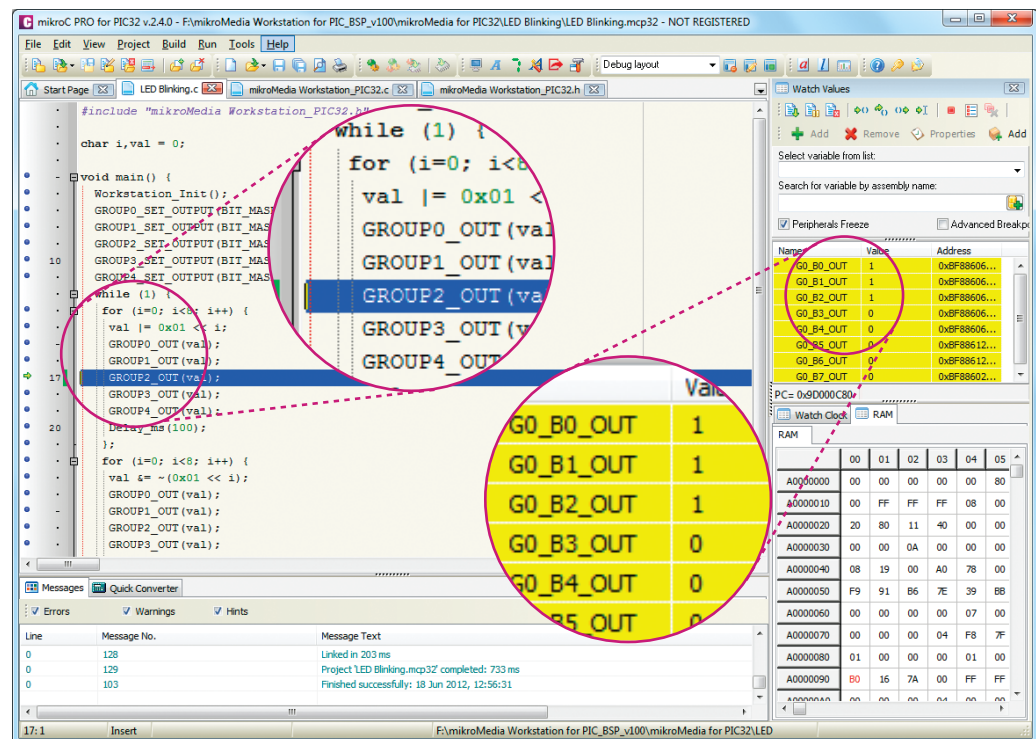 mikroC PRO for PIC32 v.2.4.0 - F:\mikroMedia Workstation for PIC_BSP_v100\mikroMedia for PIC32\LED Blinking\LED Blinking.mcp32 - NOT REGISTERED
File Edit View Project Build Run Tools Help
Debug layout
Start Page LED Blinking.c mikroMedia Workstation_PIC32.c mikroMedia Workstation_PIC32.h
#include "mikroMedia Workstation_PIC32.h"
char i,val = 0;
void main() {
Workstation_Init();
GROUP0_SET_OUTPUT(BIT_MAS
GROUP1_SET_OUTPUT(BIT_MAS
GROUP2_SET_OUTPUT(BIT_MAS
10 GROUP3_SET_OUTPUT(BIT_MAS
GROUP4_SET_OUTPUT(BIT_MAS
while (1) {
for (i=0; i<8; i++) {
val |= 0x01 << i;
GROUP0_OUT(val);
GROUP1_OUT(val);
17 GROUP2_OUT(val);
GROUP3_OUT(val);
GROUP4_OUT(val);
20 Delay_ms(100);
};
for (i=0; i<8; i++) {
val &= ~(0x01 << i);
GROUP0_OUT(val);
GROUP1_OUT(val);
GROUP2_OUT(val);
GROUP3_OUT(val);
while (1) {
for (i=0; i<8
val |= 0x01 <
GROUP0_OUT(val
GROUP1_OUT(val
GROUP2_OUT(va
GROUP3_OUT(v
GROUP4_OUT
Valu
G0_B0_OUT 1
G0_B1_OUT 1
G0_B2_OUT 1
G0_B3_OUT 0
G0_B4_OUT 0
B5_OUT 0
Watch Values
Add Remove Properties Add
Select variable from list:
Search for variable by assembly name:
Peripherals Freeze Advanced Breakpo
Name Value Address
G0_B0_OUT 1 0xBF88606...
G0_B1_OUT 1 0xBF88606...
G0_B2_OUT 1 0xBF88606...
G0_B3_OUT 0 0xBF88606...
G0_B4_OUT 0 0xBF88606...
G0_B5_OUT 0 0xBF88612...
G0_B6_OUT 0 0xBF88612...
G0_B7_OUT 0 0xBF88602...
PC= 0x9D000C80
Watch Clock RAM
RAM
00 01 02 03 04 05
A0000000 00 00 00 00 00 80
A0000010 00 FF FF FF 08 00
A0000020 20 80 11 40 00 00
A0000030 00 00 0A 00 00 00
A0000040 08 19 00 A0 78 00
A0000050 F9 91 B6 7E 39 BB
A0000060 00 00 00 00 07 00
A0000070 00 00 00 04 F8 7F
A0000080 01 00 00 00 01 00
A0000090 B0 16 7A 00 FF FF
A00000A0 00 00 00 04 00 00
Messages Quick Converter
Errors Warnings Hints
Line Message No. Message Text
0 128 Linked in 203 ms
0 129 Project 'LED Blinking.mcp32' completed: 733 ms
0 103 Finished successfully: 18 Jun 2012, 12:56:31
17: 1 Insert F:\mikroMedia Workstation for PIC_BSP_v100\mikroMedia for PIC32\LED